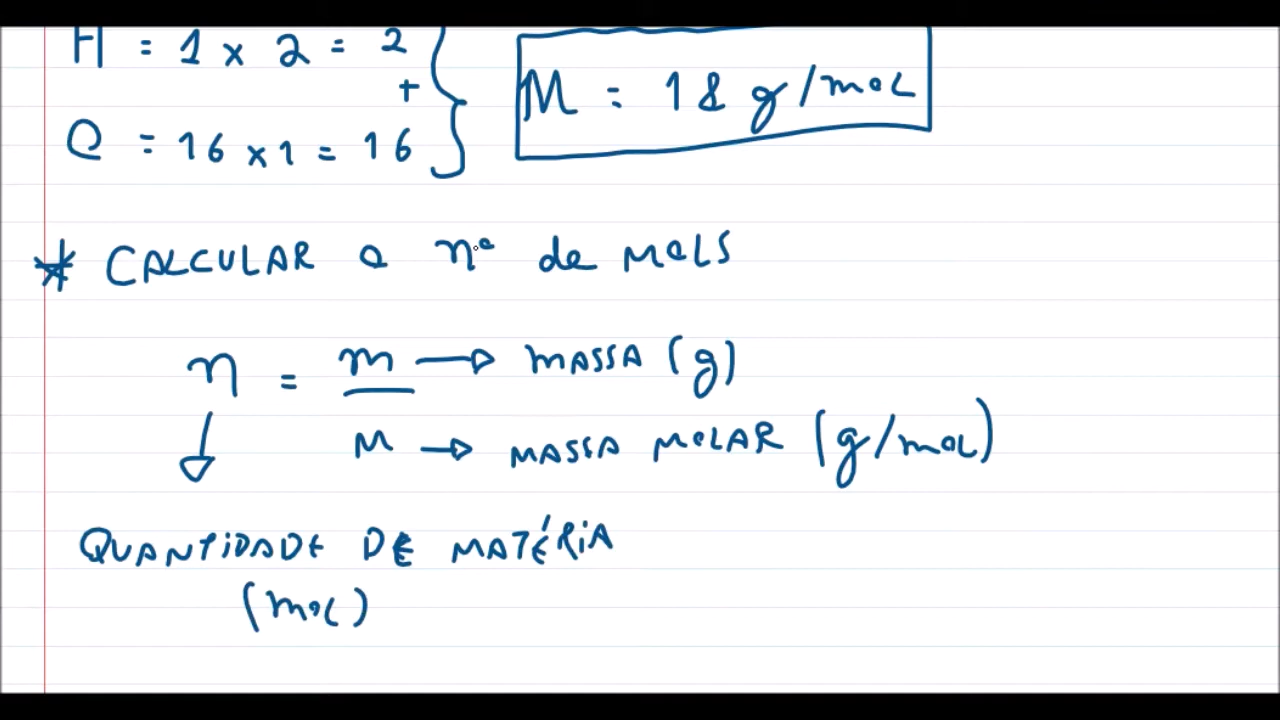 H = 1 x 2 = 2
+
O = 16 x 1 = 16
M = 18 g/mol
* CALCULAR o nº de MOLS
n = m → MASSA (g)
M → MASSA MOLAR (g/mol)
QUANTIDADE DE MATÉRIA
(mol)